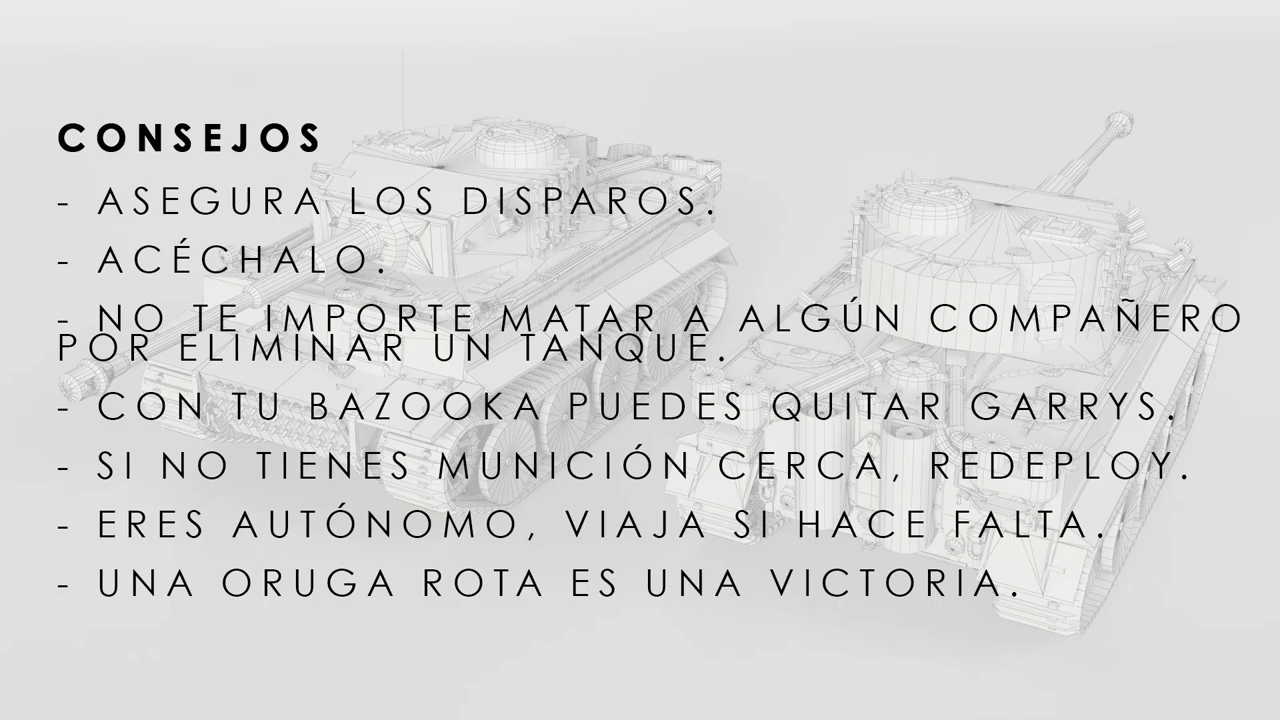 CONSEJOS
- ASEGURA LOS DISPAROS.
- ACÉCHALO.
- NO TE IMPORTE MATAR A ALGÚN COMPAÑERO
POR ELIMINAR UN TANQUE.
- CON TU BAZOOKA PUEDES QUITAR GARRYS.
- SI NO TIENES MUNICIÓN CERCA, REDEPLOY.
- ERES AUTÓNOMO, VIAJA SI HACE FALTA.
- UNA ORUGA ROTA ES UNA VICTORIA.